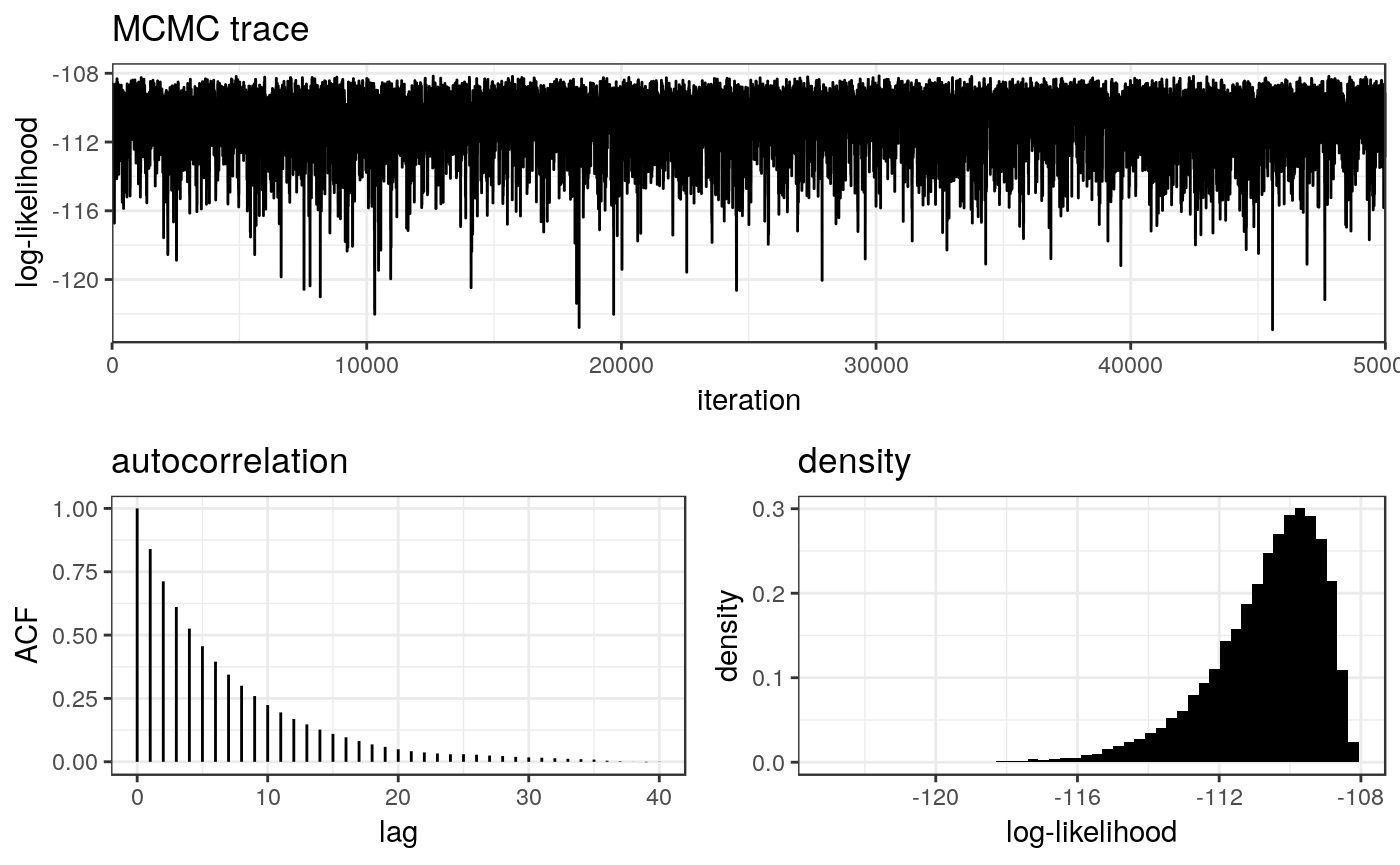 MCMC trace
-108
-112
-116
-120
log-likelihood
0 10000 20000 30000 40000 5000
iteration
autocorrelation
1.00
0.75
0.50
0.25
0.00
ACF
0 10 20 30 40
lag
density
0.3
0.2
0.1
0.0
density
-120 -116 -112 -108
log-likelihood